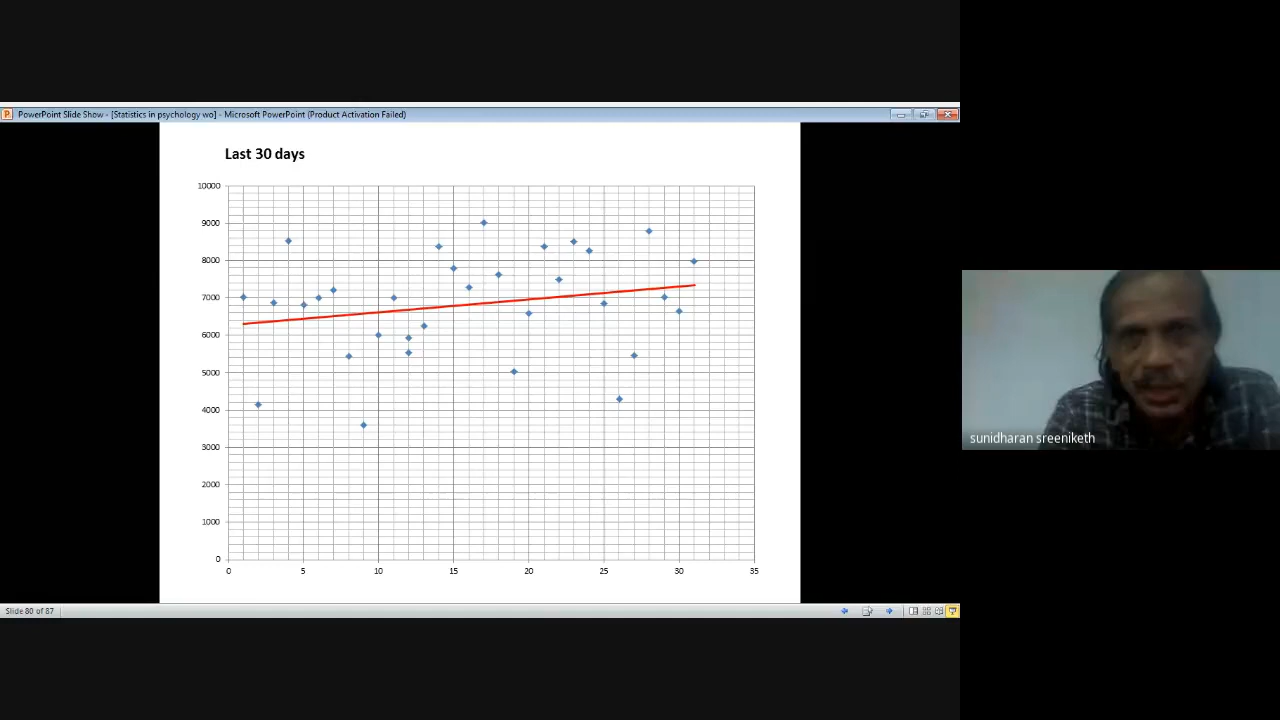 PowerPoint Slide Show - [Statistics in psychology wo] - Microsoft PowerPoint (Product Activation Failed)
Last 30 days
10000
9000
8000
7000
6000
5000
4000
3000
2000
1000
0
0 5 10 15 20 25 30 35
sunidharan sreeniketh
Slide 80 of 87